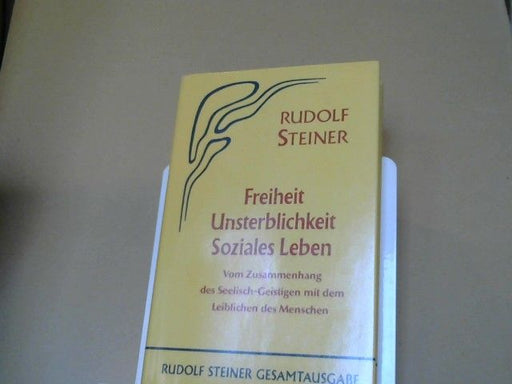 RUDOLF
STEINER
Freiheit
Unsterblichkeit
Soziales Leben
Vom Zusammenhang
des Seelisch-Geistigen mit dem
Leiblichen des Menschen
RUDOLF STEINER GESAMTAUSGABE